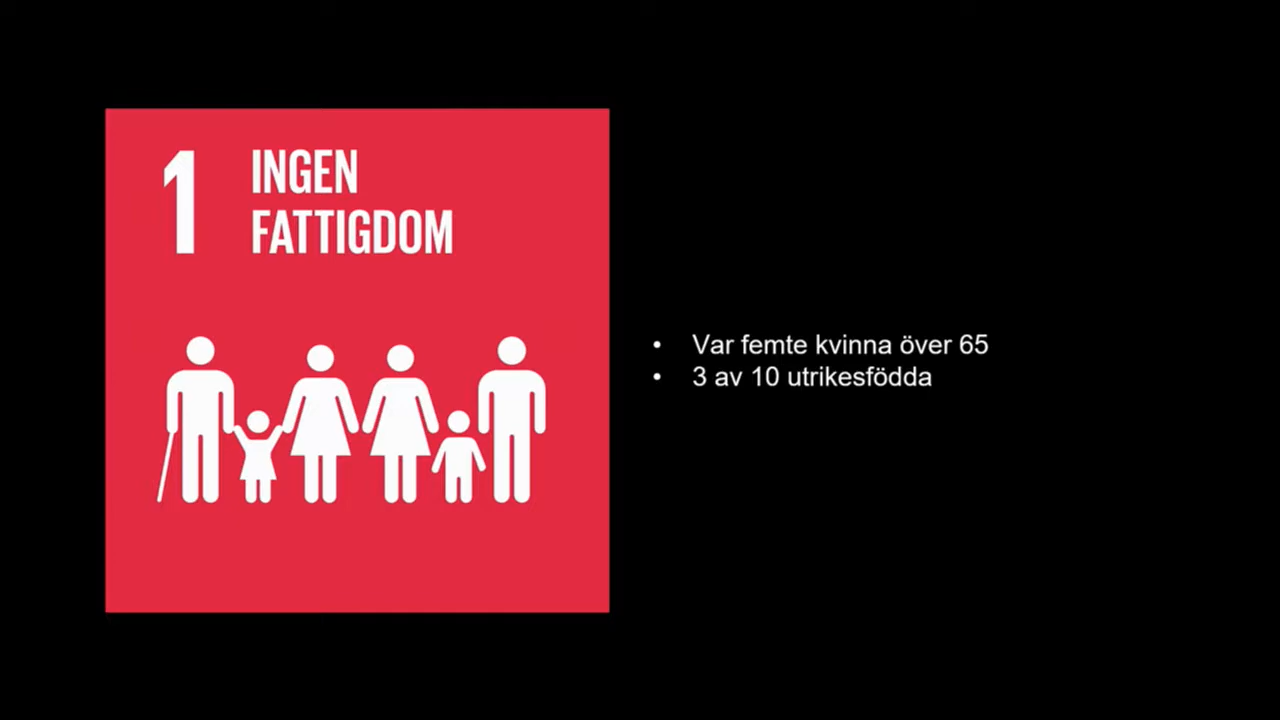 1
INGEN
FATTIGDOM
• Var femte kvinna över 65
• 3 av 10 utrikesfödda